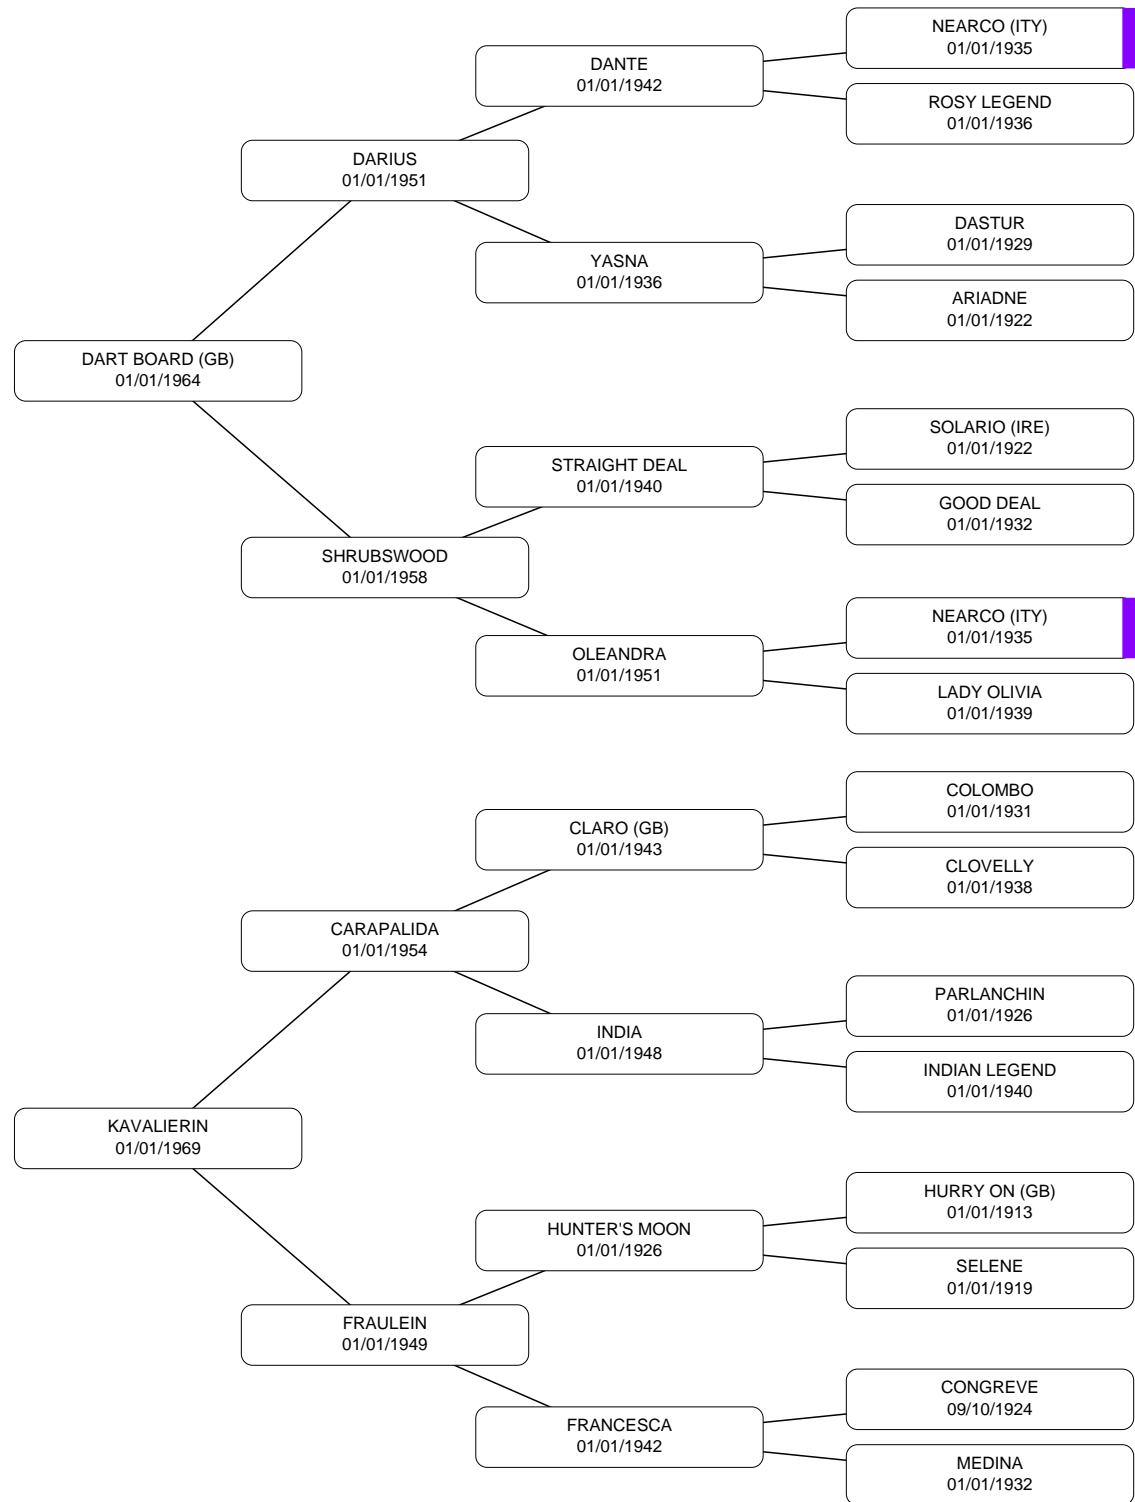 NEARCO (ITY)
01/01/1935
DANTE
01/01/1942
ROSY LEGEND
01/01/1936
DARIUS
01/01/1951
DASTUR
01/01/1929
YASNA
01/01/1936
ARIADNE
01/01/1922
DART BOARD (GB)
01/01/1964
SOLARIO (IRE)
01/01/1922
STRAIGHT DEAL
01/01/1940
GOOD DEAL
01/01/1932
SHRUBSWOOD
01/01/1958
NEARCO (ITY)
01/01/1935
OLEANDRA
01/01/1951
LADY OLIVIA
01/01/1939
COLOMBO
01/01/1931
CLARO (GB)
01/01/1943
CLOVELLY
01/01/1938
CARAPALIDA
01/01/1954
PARLANCHIN
01/01/1926
INDIA
01/01/1948
INDIAN LEGEND
01/01/1940
KAVALIERIN
01/01/1969
HURRY ON (GB)
01/01/1913
HUNTER'S MOON
01/01/1926
SELENE
01/01/1919
FRAULEIN
01/01/1949
CONGREVE
09/10/1924
FRANCESCA
01/01/1942
MEDINA
01/01/1932